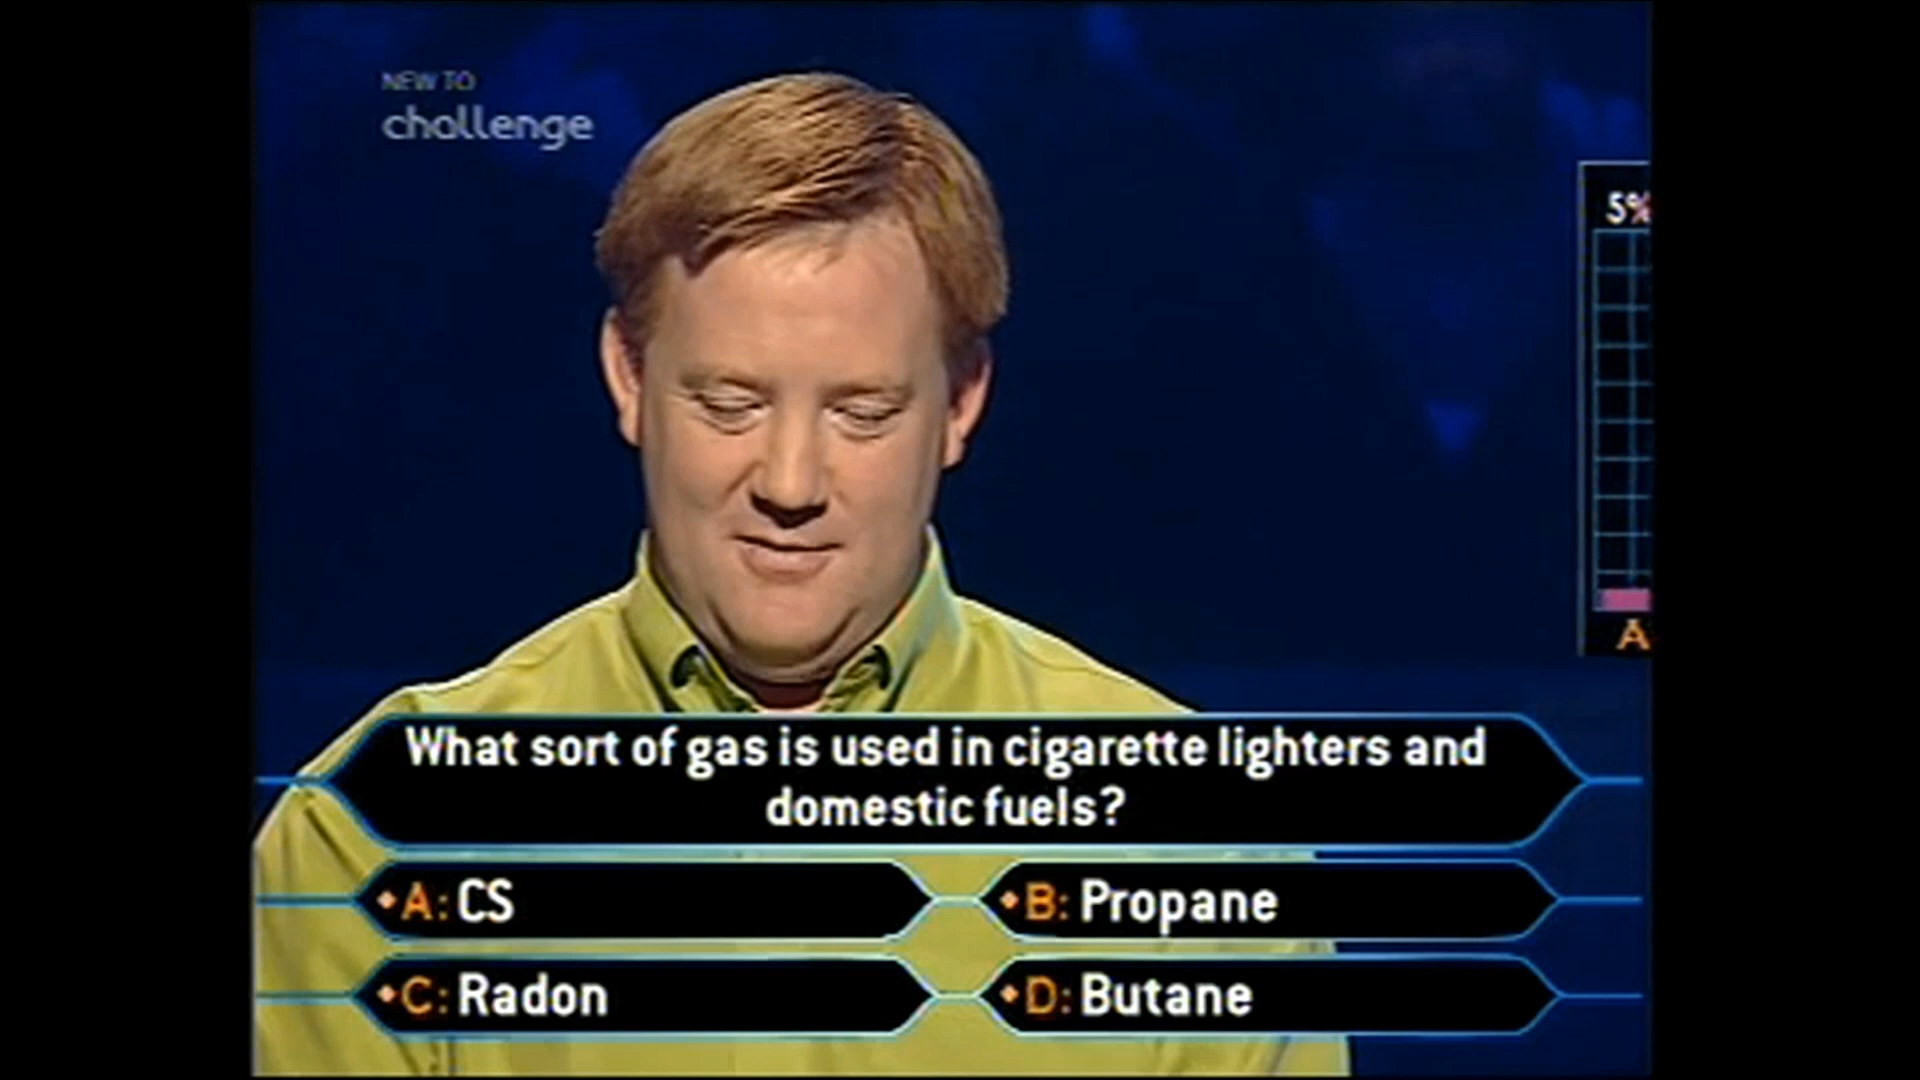 NEW TO
challenge
5%
A
What sort of gas is used in cigarette lighters and
domestic fuels?
A: CS
B: Propane
C: Radon
D: Butane